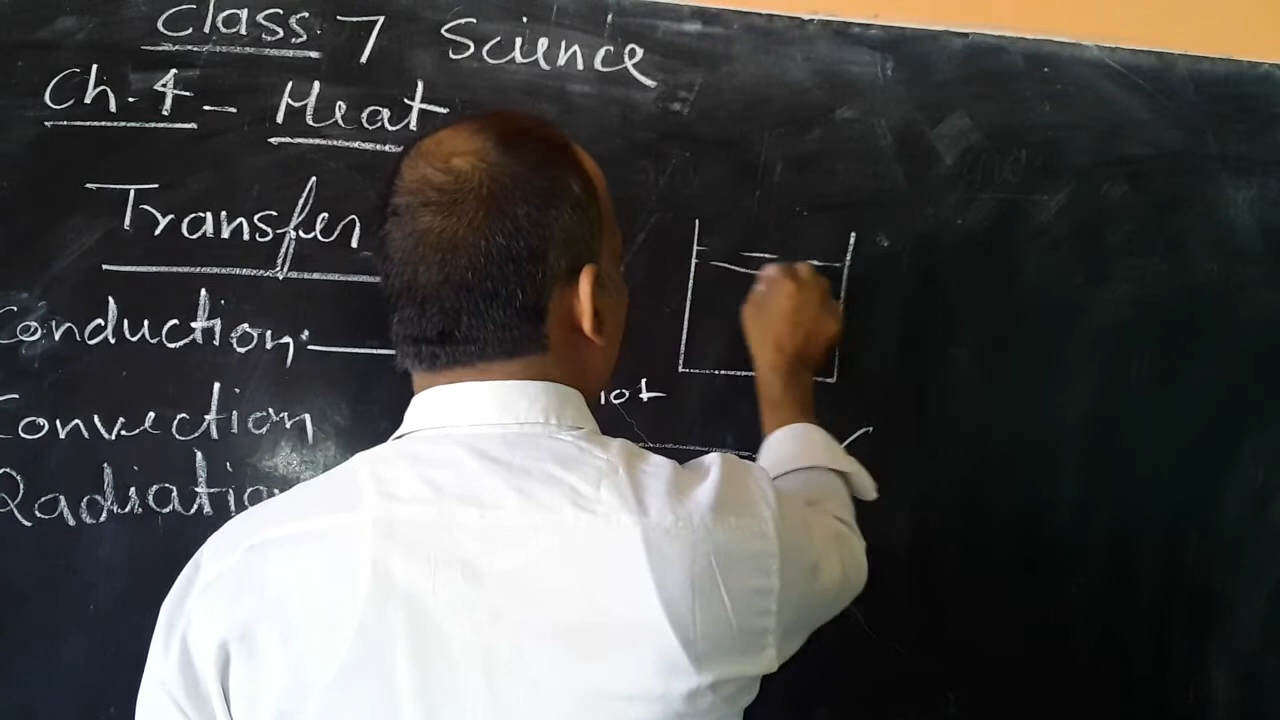 Class 7 Science
Ch. 4 - Heat
Transfer
Conduction
Convection